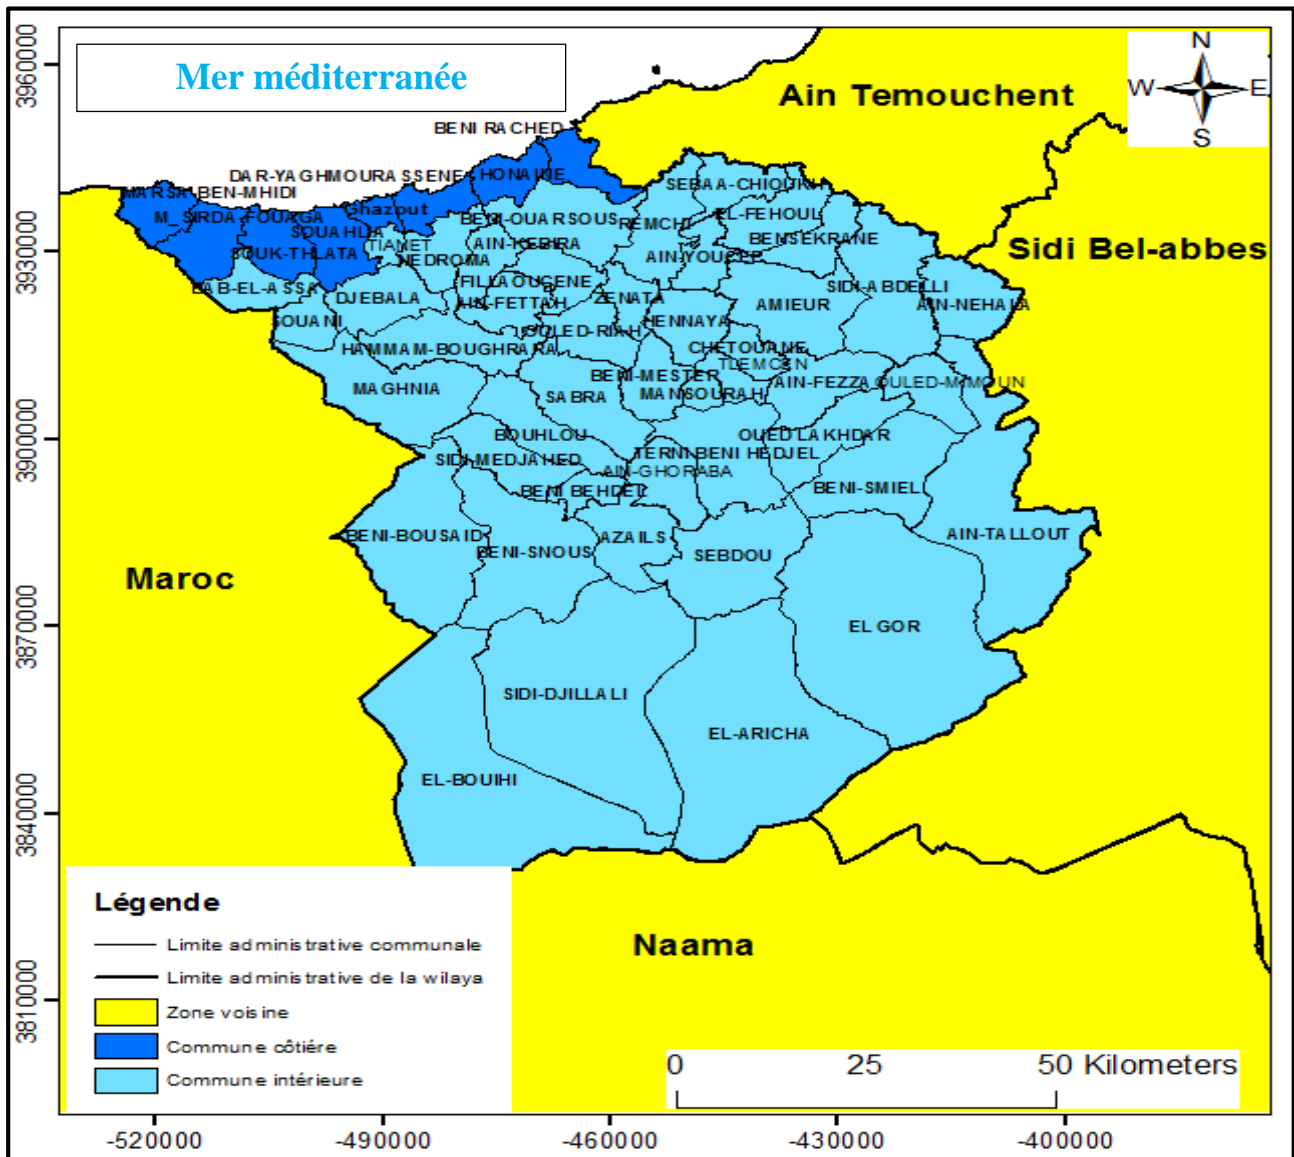 Mer méditerranée
N
W
E
S
Ain Temouchent
BENI RACHED
DAR-YAGHMOURASSENE
HONAINE
SEBAA-CHIOUKH
MARSA-BEN-MHIDI
M_SIRDA-FOUAGA
Ghazout
BENI-OUARSOUS
REMCHI
EL-FEHOUL
SOUAHLIA
TIANET
AIN-KEBIRA
BENSEKRANE
Sidi Bel-abbes
SOUK-THLATA
NEDROMA
AIN-YOUCEF
BAB-EL-ASSA
DJEBALA
FILLAOUCENE
ZENATA
AMIEUR
SIDI-ABDELLI
AIN-FETTAH
AIN-NEHALA
SOUANI
OULED-RIAH
HENNAYA
HAMMAM-BOUGHRARA
CHETOUANE
TLEMCEN
MAGHNIA
BENI-MESTER
AIN-FEZZA
OULED-MIMOUN
SABRA
MANSOURAH
BOUHLOU
OUED LAKHDAR
SIDI-MEDJAHED
TERNI BENI HEDJEL
AIN-GHORABA
BENI BEHDEIL
BENI-SMIEL
BENI-BOUSAID
BENI-SNOUS
AZAILS
SEBDOU
AIN-TALLOUT
Maroc
EL GOR
SIDI-DJILLALI
EL-ARICHA
EL-BOUIHI
Naama
Légende
Limite administrative communale
Limite administrative de la wilaya
Zone voisine
Commune côtiére
Commune intérieure
0 25 50 Kilometers
3960000
3930000
3900000
3870000
3840000
3810000
-520000 -490000 -460000 -430000 -400000